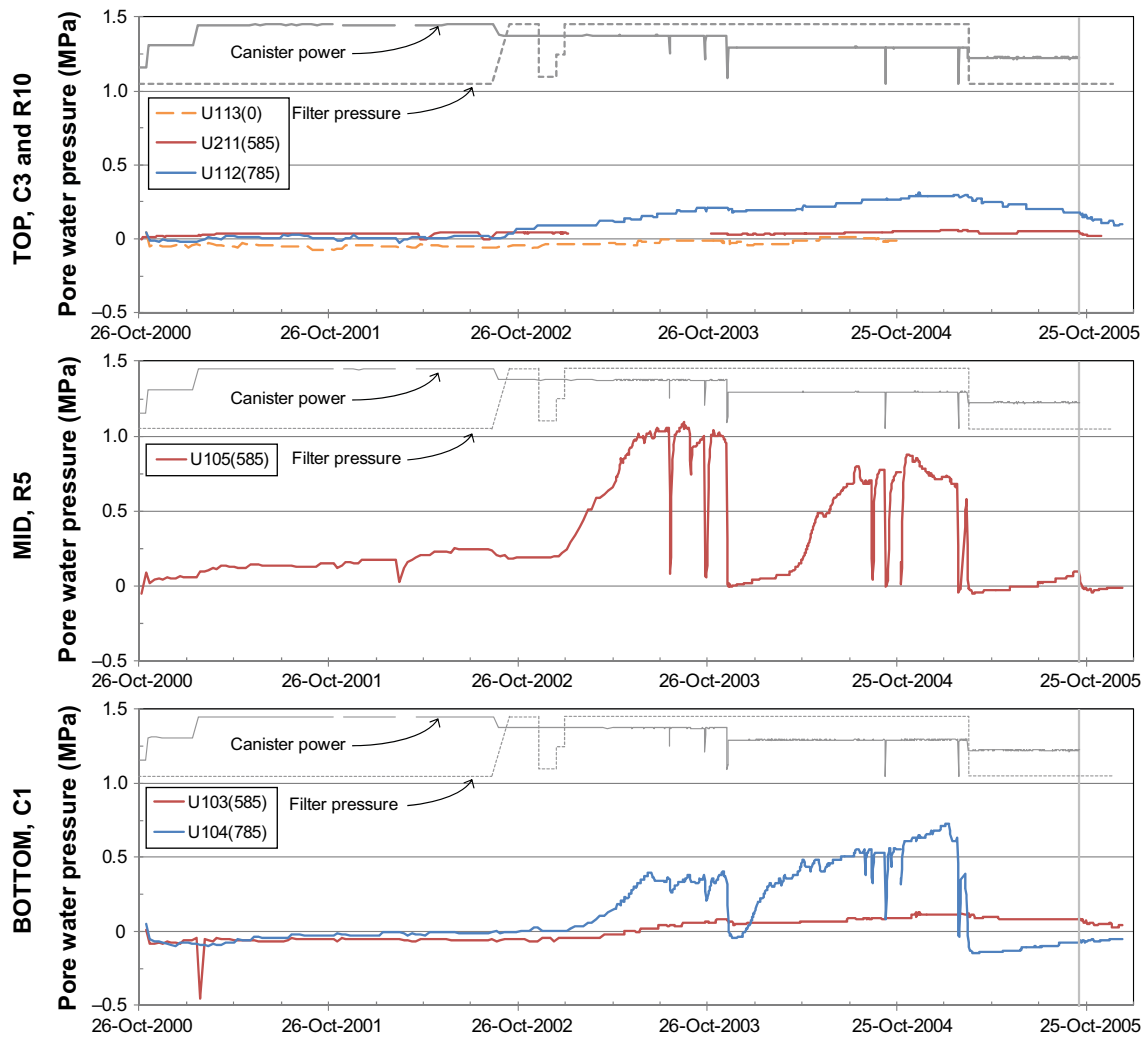 TOP, C3 and R10
Pore water pressure (MPa)
1.5
1.0
0.5
0
–0.5
Canister power
Filter pressure
U113(0)
U211(585)
U112(785)
26-Oct-2000 26-Oct-2001 26-Oct-2002 26-Oct-2003 25-Oct-2004 25-Oct-2005
MID, R5
Pore water pressure (MPa)
1.5
1.0
0.5
0
–0.5
Canister power
Filter pressure
U105(585)
26-Oct-2000 26-Oct-2001 26-Oct-2002 26-Oct-2003 25-Oct-2004 25-Oct-2005
BOTTOM, C1
Pore water pressure (MPa)
1.5
1.0
0.5
0
–0.5
Canister power
Filter pressure
U103(585)
U104(785)
26-Oct-2000 26-Oct-2001 26-Oct-2002 26-Oct-2003 25-Oct-2004 25-Oct-2005